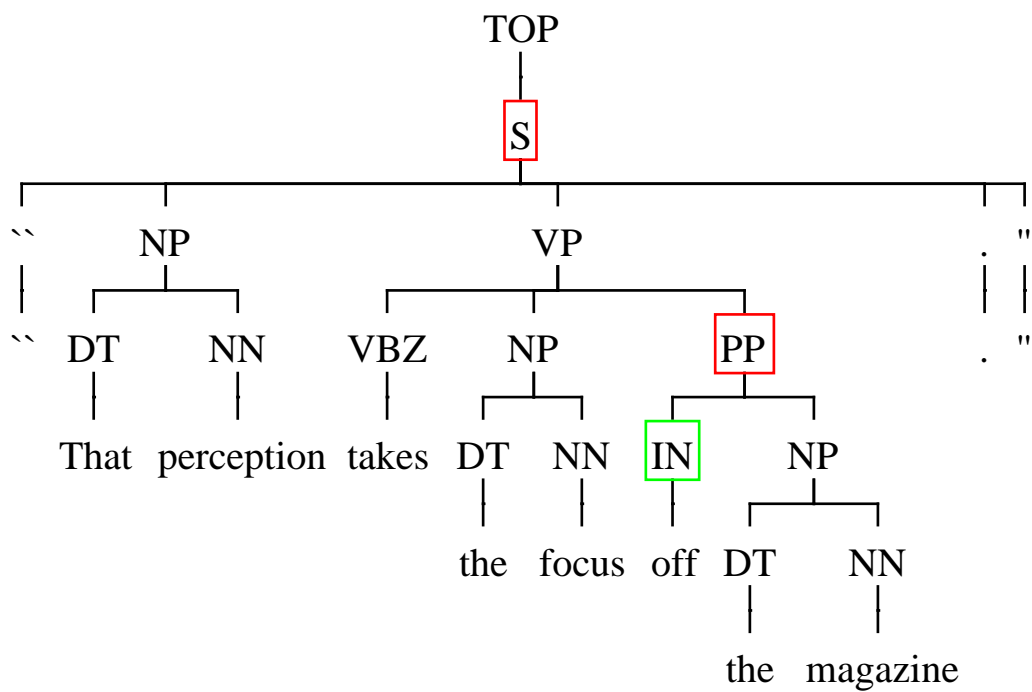 TOP
S
`` NP VP . "
`` DT NN VBZ NP PP . "
That perception takes DT NN IN NP
the focus off DT NN
the magazine